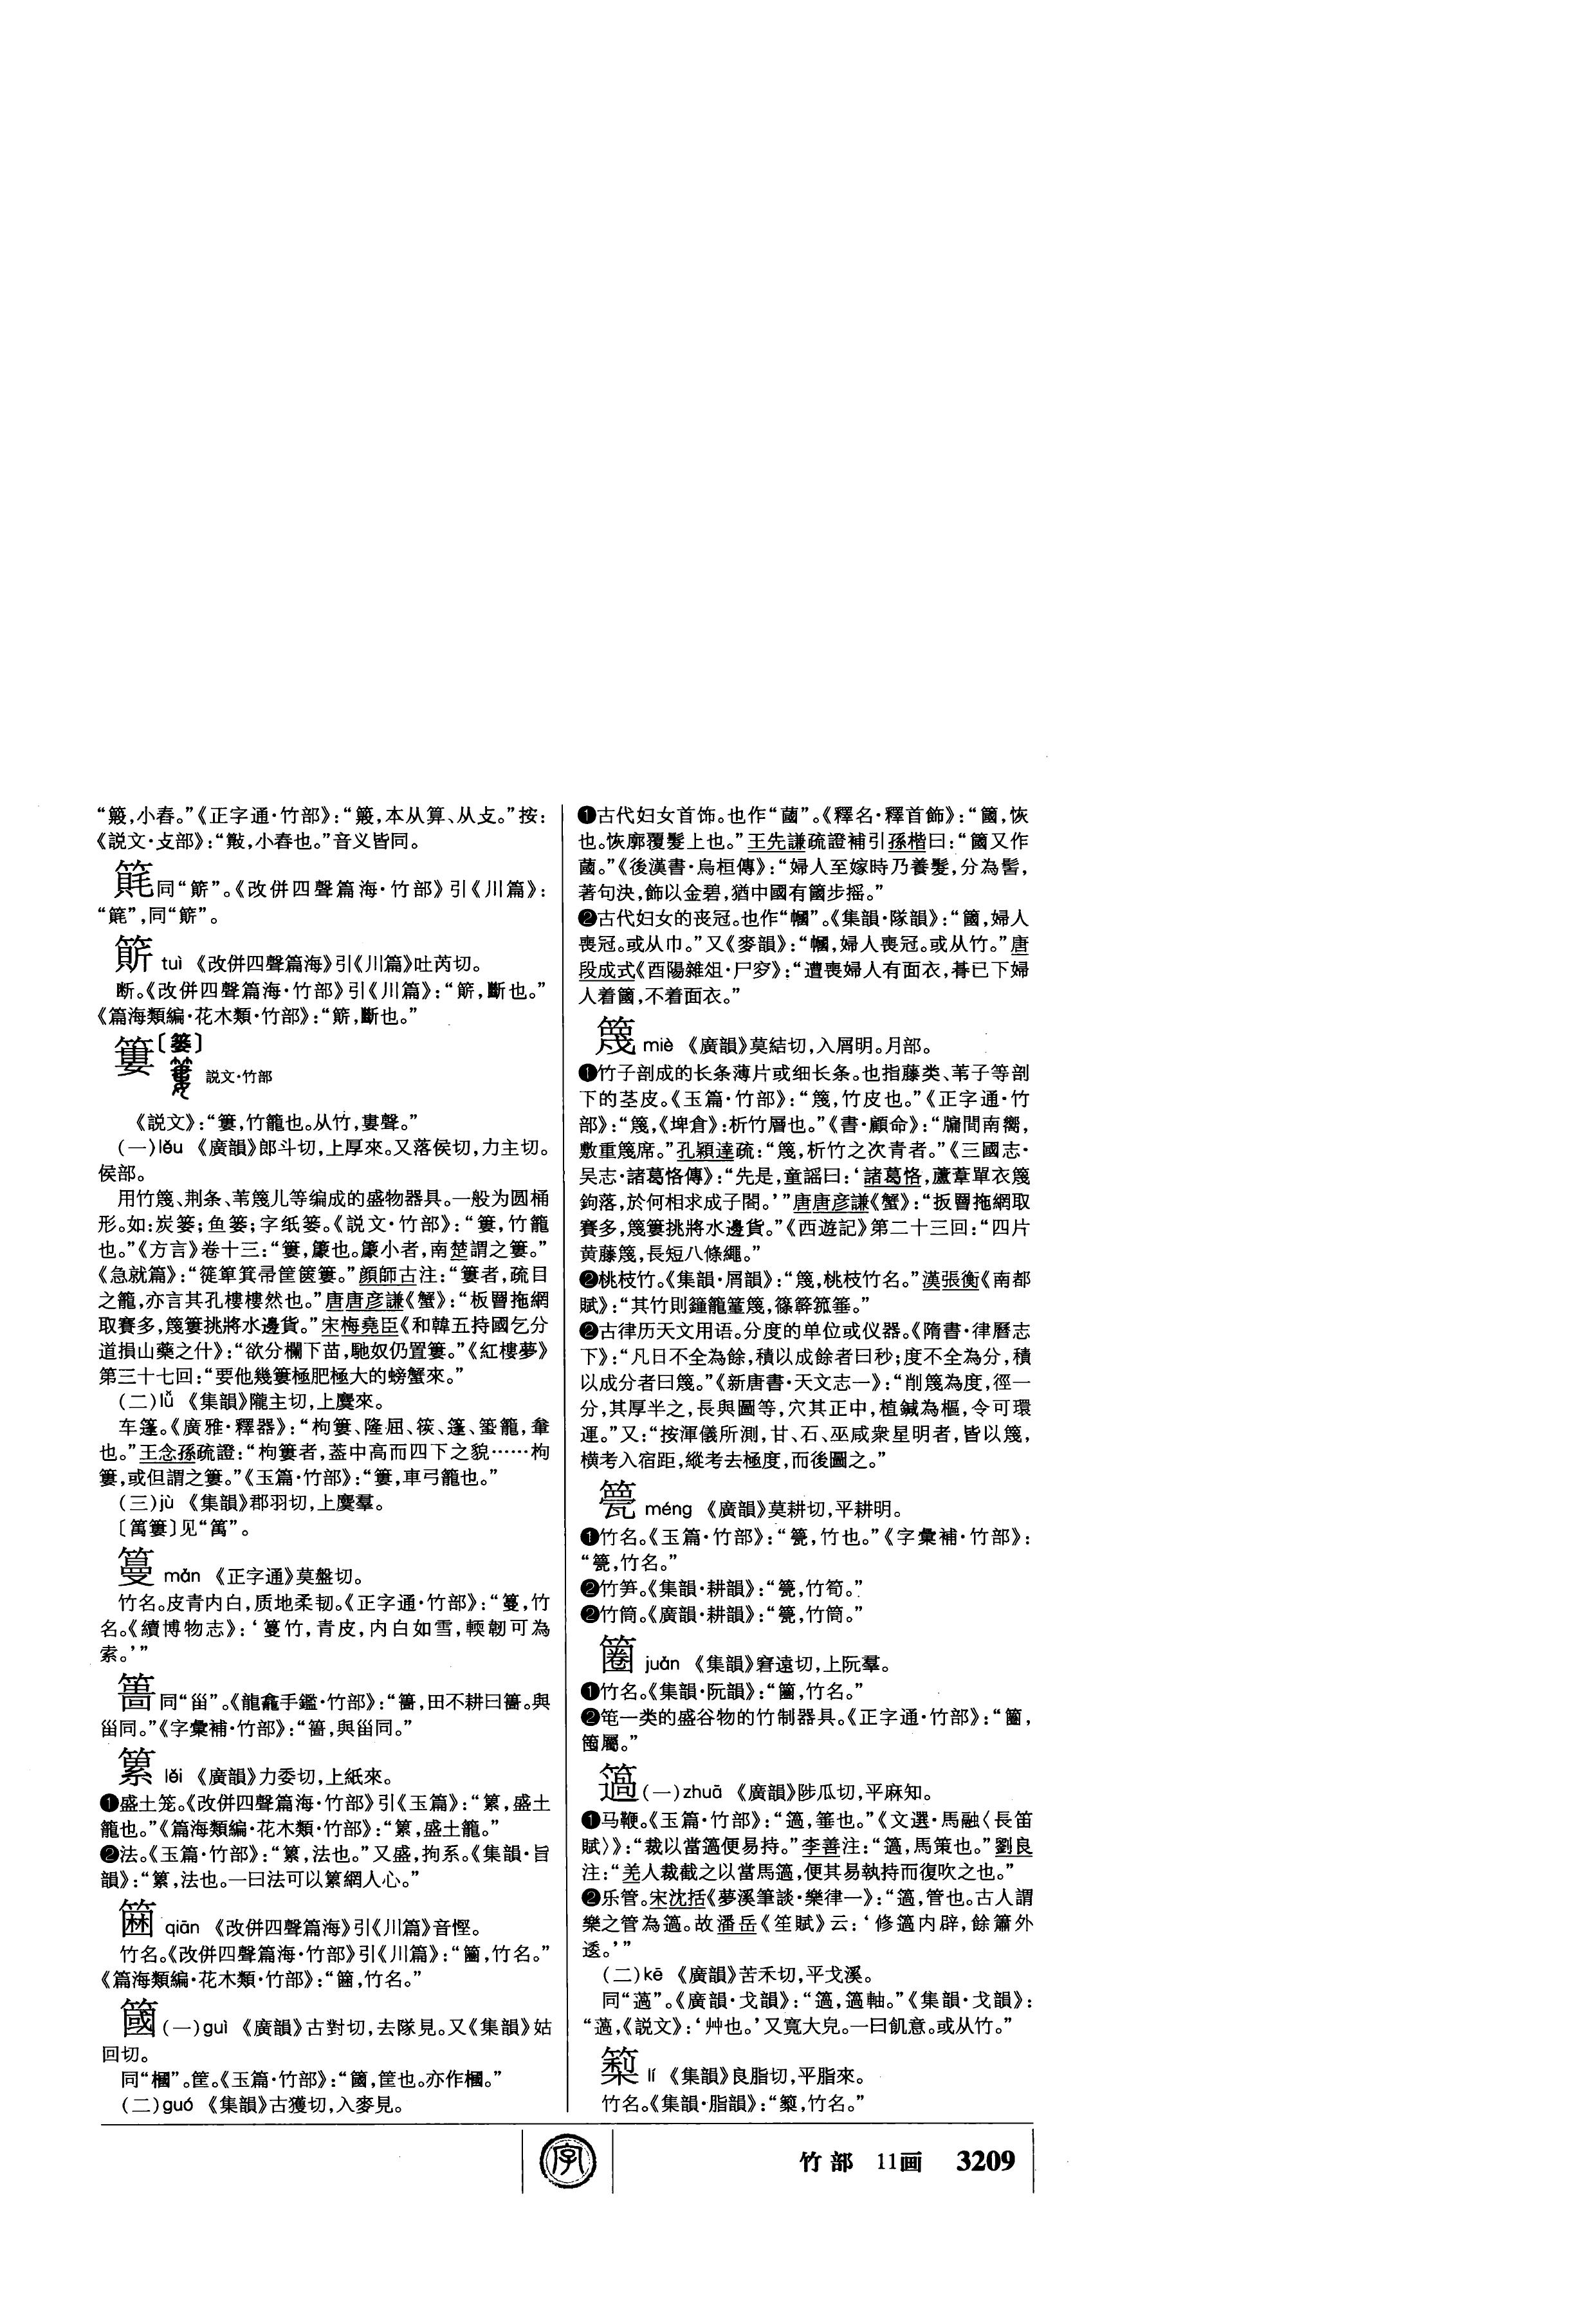 “簸,小舂。”《正字通·竹部》:“簸,本从算、从攴。”按:
《説文·攴部》:“,小舂也。”音义皆同。
同“”。《改併四聲篇海·竹部》引《川篇》:
“”,同“”。
tuì 《改併四聲篇海》引《川篇》吐芮切。
断。《改併四聲篇海·竹部》引《川篇》:“,斷也。”
《篇海類編·花木類·竹部》:“,斷也。”
簍〔篓〕
説文·竹部
《説文》:“簍,竹籠也。从竹,婁聲。”
(一)lǒu 《廣韻》郎斗切,上厚來。又落侯切,力主切。
侯部。
用竹篾、荆条、苇篾儿等编成的盛物器具。一般为圆桶
形。如:炭篓;鱼篓;字纸篓。《説文·竹部》:“簍,竹籠
也。”《方言》卷十三:“簍,籅也。籅小者,南楚謂之簍。”
《急就篇》:“箕帚筐篋簍。”顔師古注:“簍者,疏目
之籠,亦言其孔樓樓然也。”唐唐彦謙《蟹》:“板罾拖網
取賽多,篾簍挑將水邊貨。”宋梅堯臣《和韓五持國乞分
道損山藥之什》:“欲分欄下苗,馳奴仍置簍。”《紅樓夢》
第三十七回:“要他幾簍極肥極大的螃蟹來。”
(二)lǚ 《集韻》隴主切,上麌來。
车篷。《廣雅·釋器》:“枸簍、隆屈、筱、篷、籠,
也。”王念孫疏證:“枸簍者,蓋中高而四下之貌……枸
簍,或但謂之簍。”《玉篇·竹部》:“簍,車弓籠也。”
(三)jù 《集韻》郡羽切,上麌羣。
〔簍〕见“”。
mǎn 《正字通》莫盤切。
竹名。皮青内白,质地柔韧。《正字通·竹部》:“,竹
名。《續博物志》:‘竹,青皮,内白如雪,輭韌可為
索。’”
同“甾”。《龍龕手鑑·竹部》:“,田不耕曰。與
甾同。”《字彙補·竹部》:“,與甾同。”
lěi 《廣韻》力委切,上紙來。
❶盛土笼。《改併四聲篇海·竹部》引《玉篇》:“,盛土
籠也。”《篇海類編·花木類·竹部》:“,盛土籠。”
❷法。《玉篇·竹部》:“,法也。”又盛,拘系。《集韻·旨
韻》:“,法也。一曰法可以網人心。”
qiān 《改併四聲篇海》引《川篇》音慳。
竹名。《改併四聲篇海·竹部》引《川篇》:“,竹名。”
《篇海類編·花木類·竹部》:“,竹名。”
簂(一)guì 《廣韻》古對切,去隊見。又《集韻》姑
回切。
同“槶”。筐。《玉篇·竹部》:“簂,筐也。亦作槶。”
(二)guó 《集韻》古獲切,入麥見。
❶古代妇女首饰。也作“蔮”。《釋名·釋首飾》:“簂,恢
也。恢廓覆髮上也。”王先謙疏證補引孫楷曰:“簂又作
蔮。”《後漢書·烏桓傳》:“婦人至嫁時乃養髮,分為髻,
著句決,飾以金碧,猶中國有簂步摇。”
❷古代妇女的丧冠。也作“幗”。《集韻·隊韻》:“簂,婦人
喪冠。或从巾。”又《麥韻》:“幗,婦人喪冠。或从竹。”唐
段成式《酉陽雜俎·尸穸》:“遭喪婦人有面衣,朞已下婦
人着簂,不着面衣。”
篾 miè 《廣韻》莫結切,入屑明。月部。
❶竹子剖成的长条薄片或细长条。也指藤类、苇子等剖
下的茎皮。《玉篇·竹部》:“篾,竹皮也。”《正字通·竹
部》:“篾,《埤倉》:析竹層也。”《書·顧命》:“牖間南嚮,
敷重篾席。”孔穎達疏:“篾,析竹之次青者。”《三國志·
吴志·諸葛恪傳》:“先是,童謡曰:‘諸葛恪,蘆葦單衣篾
鉤落,於何相求成子閤。’”唐唐彦謙《蟹》:“扳罾拖網取
賽多,篾簍挑將水邊貨。”《西遊記》第二十三回:“四片
黄藤篾,長短八條繩。”
❷桃枝竹。《集韻·屑韻》:“篾,桃枝竹名。”漢張衡《南都
賦》:“其竹則鍾籠篾,篠簳箛箠。”
❷古律历天文用语。分度的单位或仪器。《隋書·律曆志
下》:“凡日不全為餘,積以成餘者曰秒;度不全為分,積
以成分者曰篾。”《新唐書·天文志一》:“削篾為度,徑一
分,其厚半之,長與圖等,穴其正中,植鍼為樞,令可環
運。”又:“按渾儀所測,甘、石、巫咸衆星明者,皆以篾,
横考入宿距,縱考去極度,而後圖之。”
méng 《廣韻》莫耕切,平耕明。
❶竹名。《玉篇·竹部》:“,竹也。”《字彙補·竹部》:
“,竹名。”
❷竹笋。《集韻·耕韻》:“,竹筍。”
❷竹筒。《廣韻·耕韻》:“,竹筒。”
juǎn 《集韻》窘遠切,上阮羣。
❶竹名。《集韻·阮韻》:“,竹名。”
❷笔一类的盛谷物的竹制器具。《正字通·竹部》:“,
屬。”
簻(一)zhuā 《廣韻》陟瓜切,平麻知。
❶马鞭。《玉篇·竹部》:“簻,箠也。”《文選·馬融〈長笛
賦〉》:“裁以當簻便易持。”李善注:“簻,馬策也。”劉良
注:“羌人裁截之以當馬簻,便其易執持而復吹之也。”
❷乐管。宋沈括《夢溪筆談·樂律一》:“簻,管也。古人謂
樂之管為簻。故潘岳《笙賦》云:‘修簻内辟,餘簫外
逶。’”
(二)kē 《廣韻》苦禾切,平戈溪。
同“薖”。《廣韻·戈韻》:“簻,簻軸。”《集韻·戈韻》:
“薖,《説文》:‘艸也。’又寬大皃。一曰飢意。或从竹。”
lí 《集韻》良脂切,平脂來。
竹名。《集韻·脂韻》:“,竹名。”
竹部 11画 3209